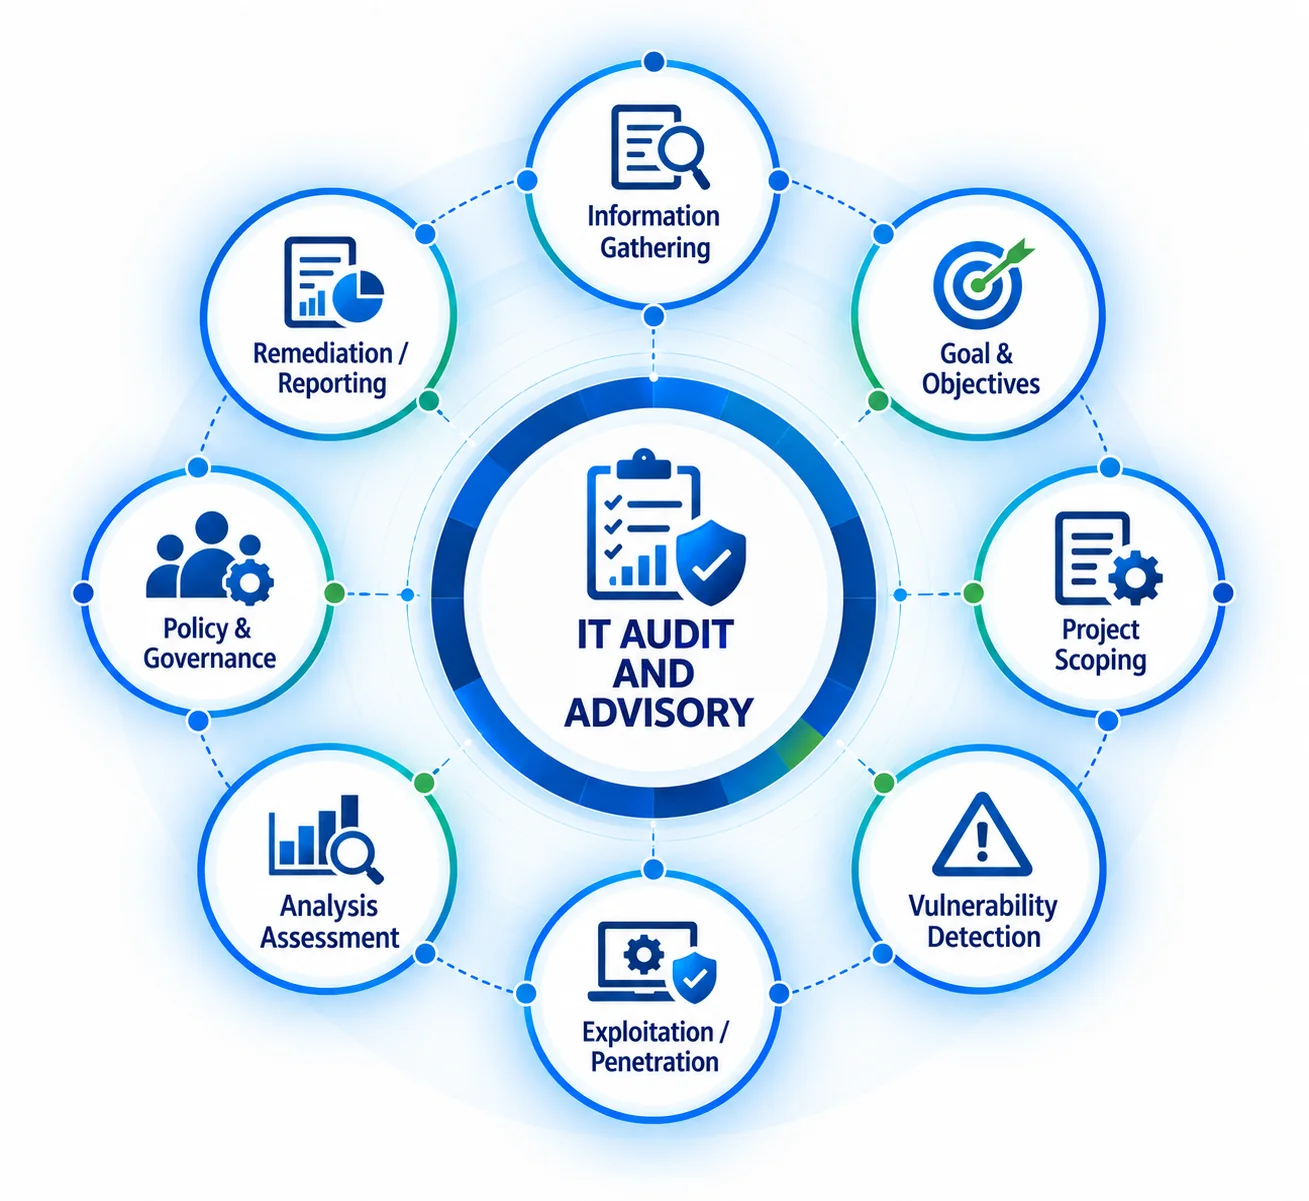 Information
Gathering
Goal &
Objectives
Project
Scoping
Vulnerability
Detection
Exploitation /
Penetration
Analysis
Assessment
Policy &
Governance
Remediation /
Reporting
IT AUDIT
AND
ADVISORY